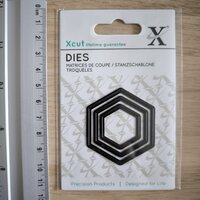 Xcut
lifetime guarantee
X
DIES
MATRICES DE COUPE / STANZSCHABLONE
TROQUELES
Precision Products | Designed for Life